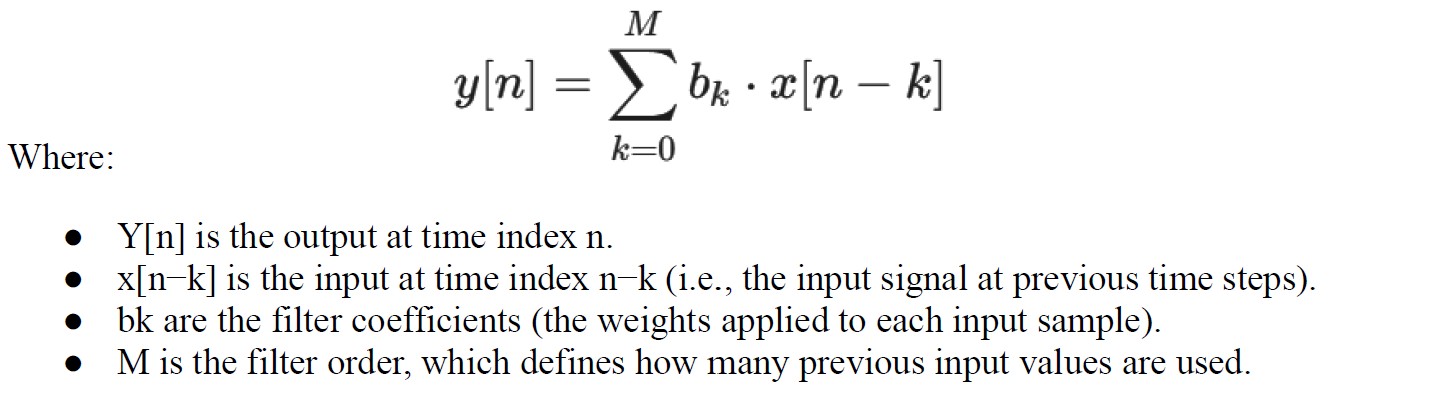 y[n] = \sum_{k=0}^{M} b_k · x[n − k]
Where:
● Y[n] is the output at time index n.
● x[n−k] is the input at time index n−k (i.e., the input signal at previous time steps).
● bk are the filter coefficients (the weights applied to each input sample).
● M is the filter order, which defines how many previous input values are used.